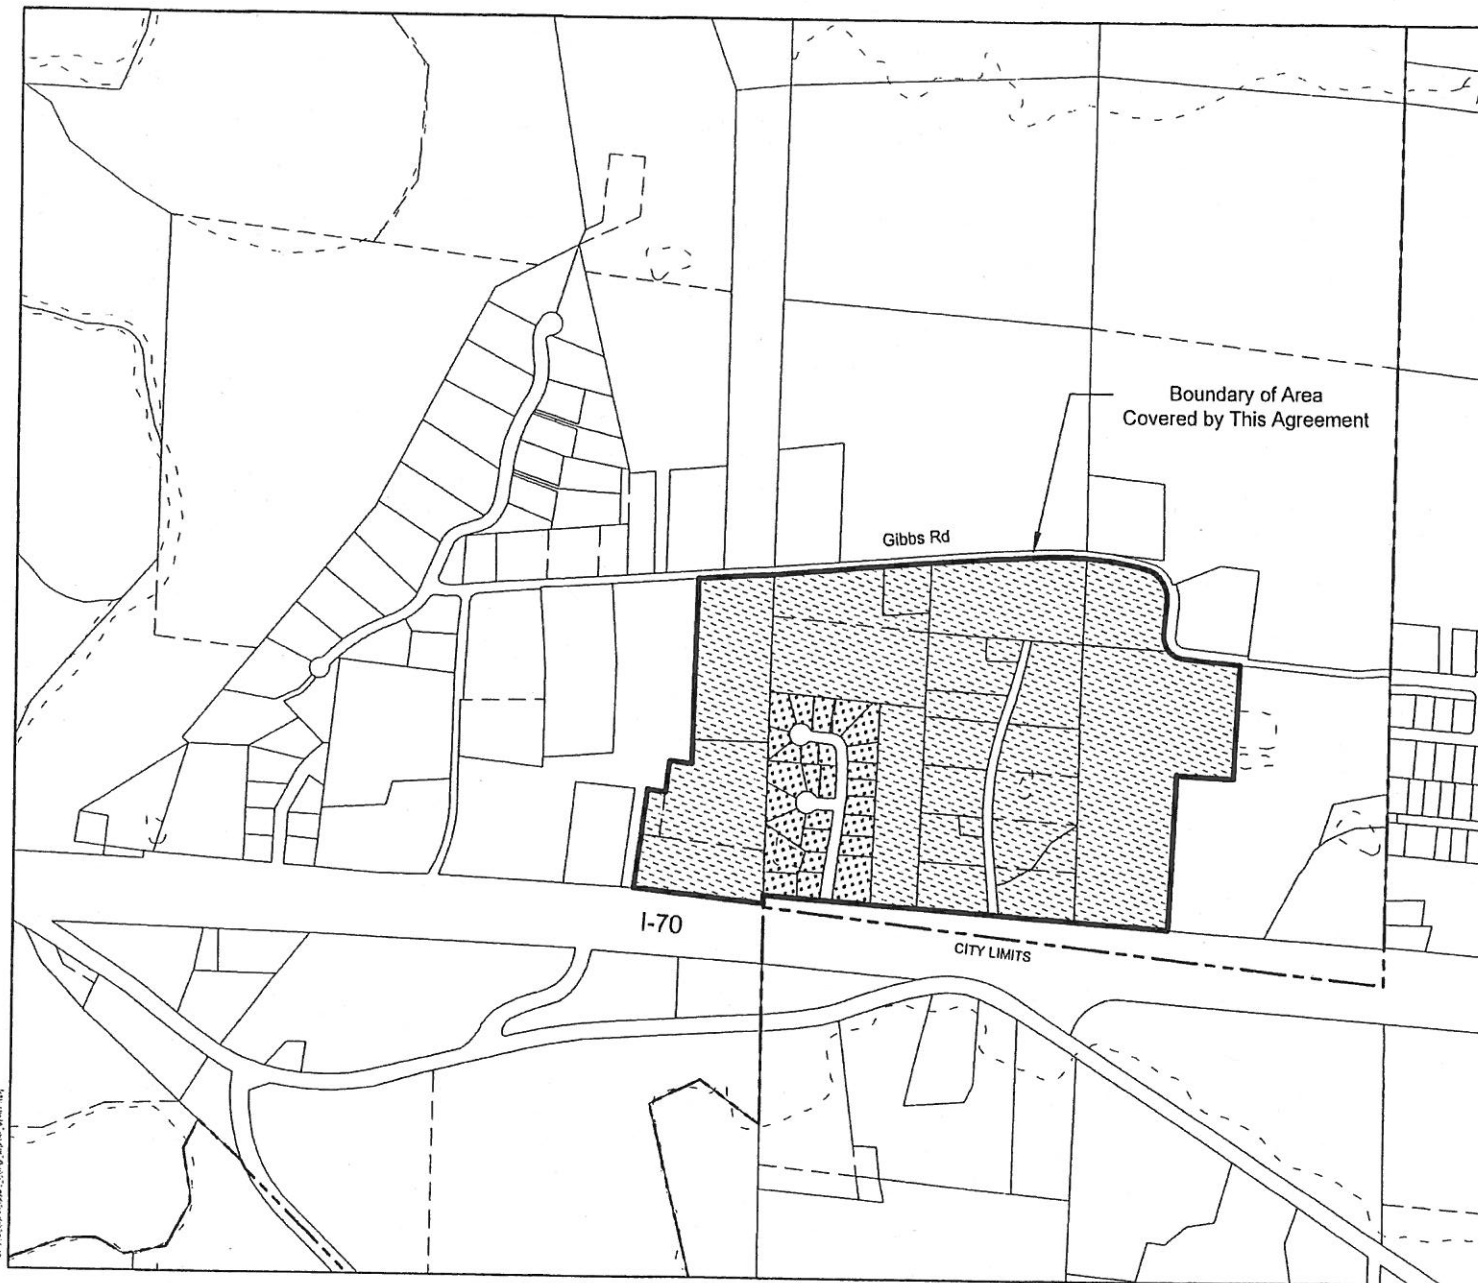 Boundary of Area
Covered by This Agreement
Gibbs Rd
I-70
CITY LIMITS